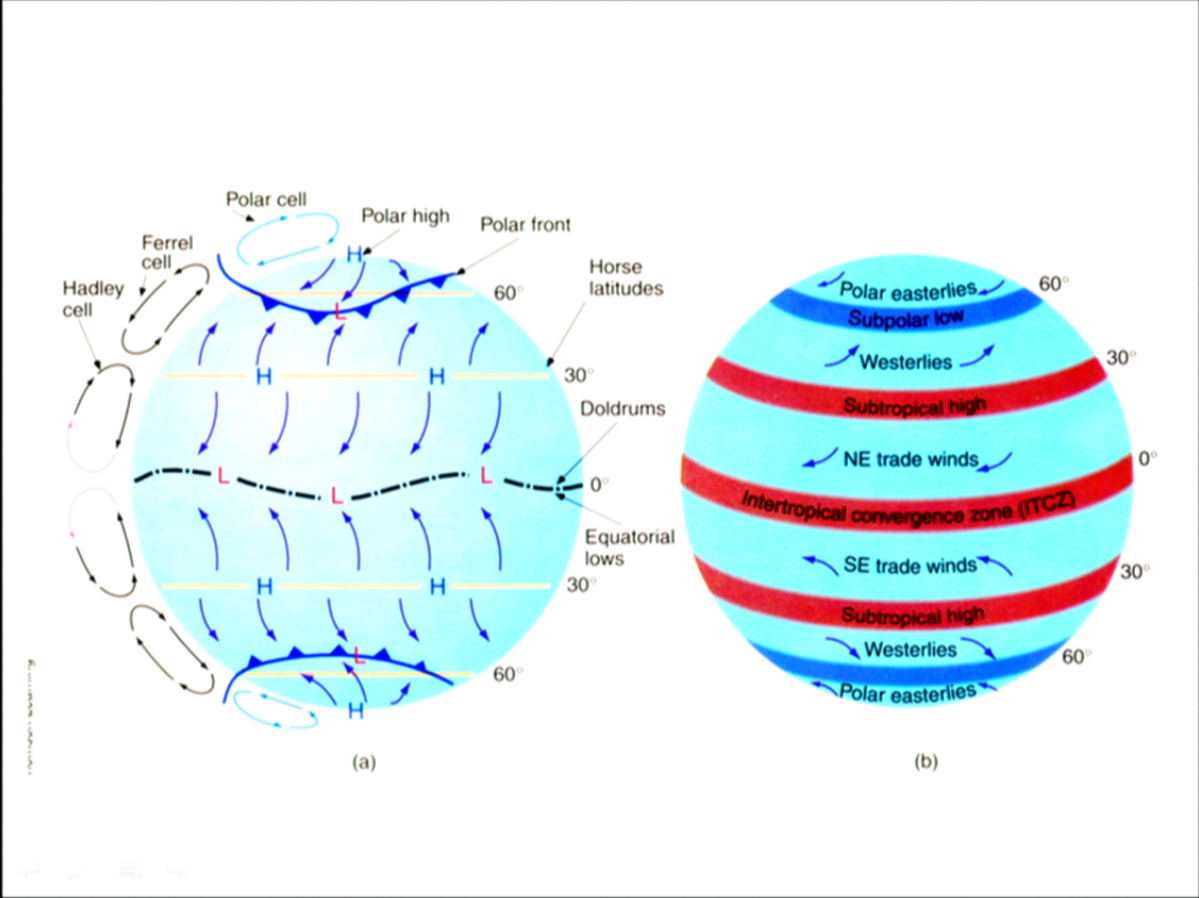 Polar cell
Polar high
Polar front
Ferrel
cell
Hadley
cell
H
Horse
latitudes
60°
L
H
H
30°
Doldrums
L
L
L
0°
Equatorial
lows
H
H
30°
L
60°
H
(a)
Polar easterlies
60°
Subpolar low
Westerlies
30°
Subtropical high
NE trade winds
0°
Intertropical convergence zone (ITCZ)
SE trade winds
30°
Subtropical high
Westerlies
60°
Polar easterlies
(b)